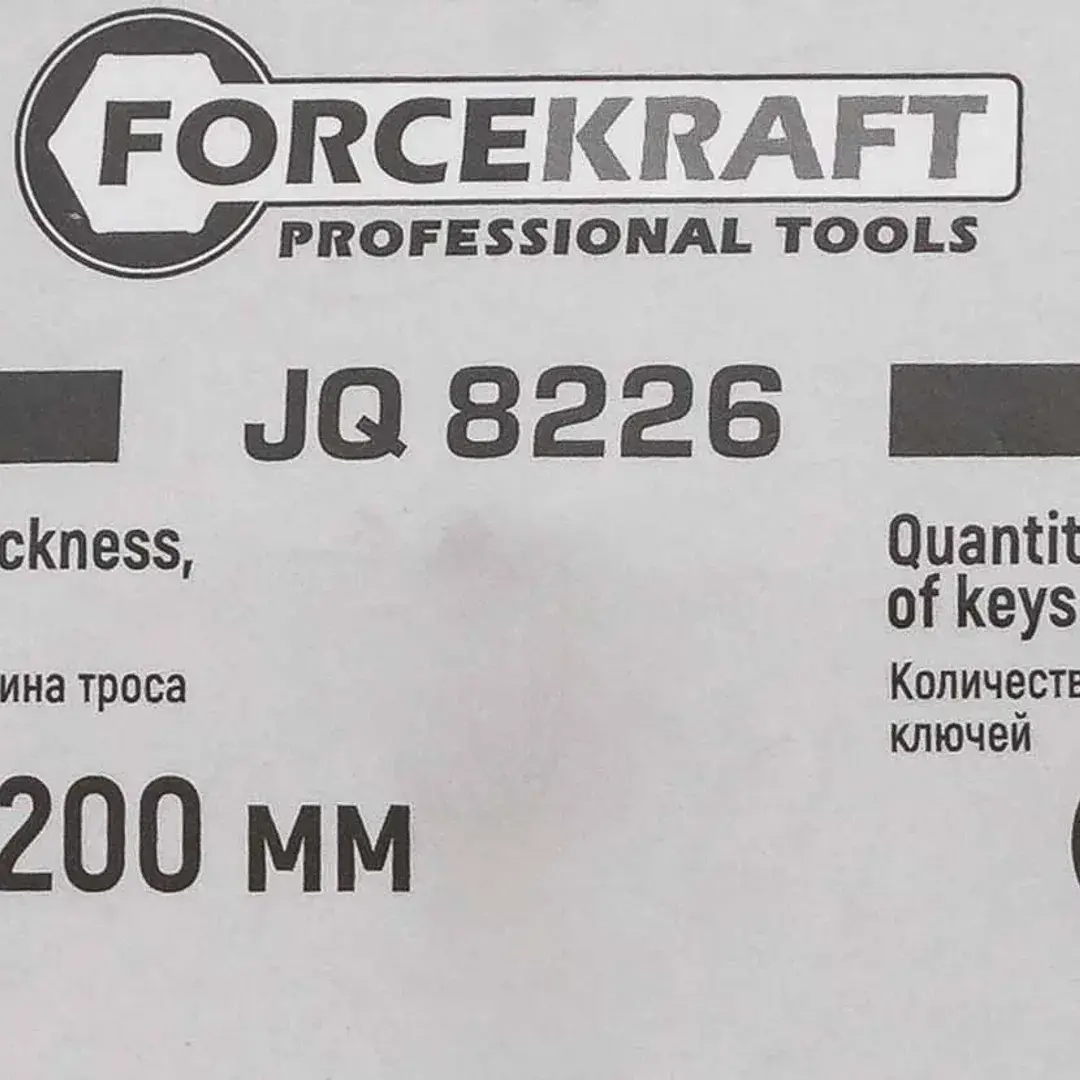 FORCEKRAFT
PROFESSIONAL TOOLS
JQ 8226
ckness,
Quantit
of keys
ина троса
Количеств
ключей
200 мм